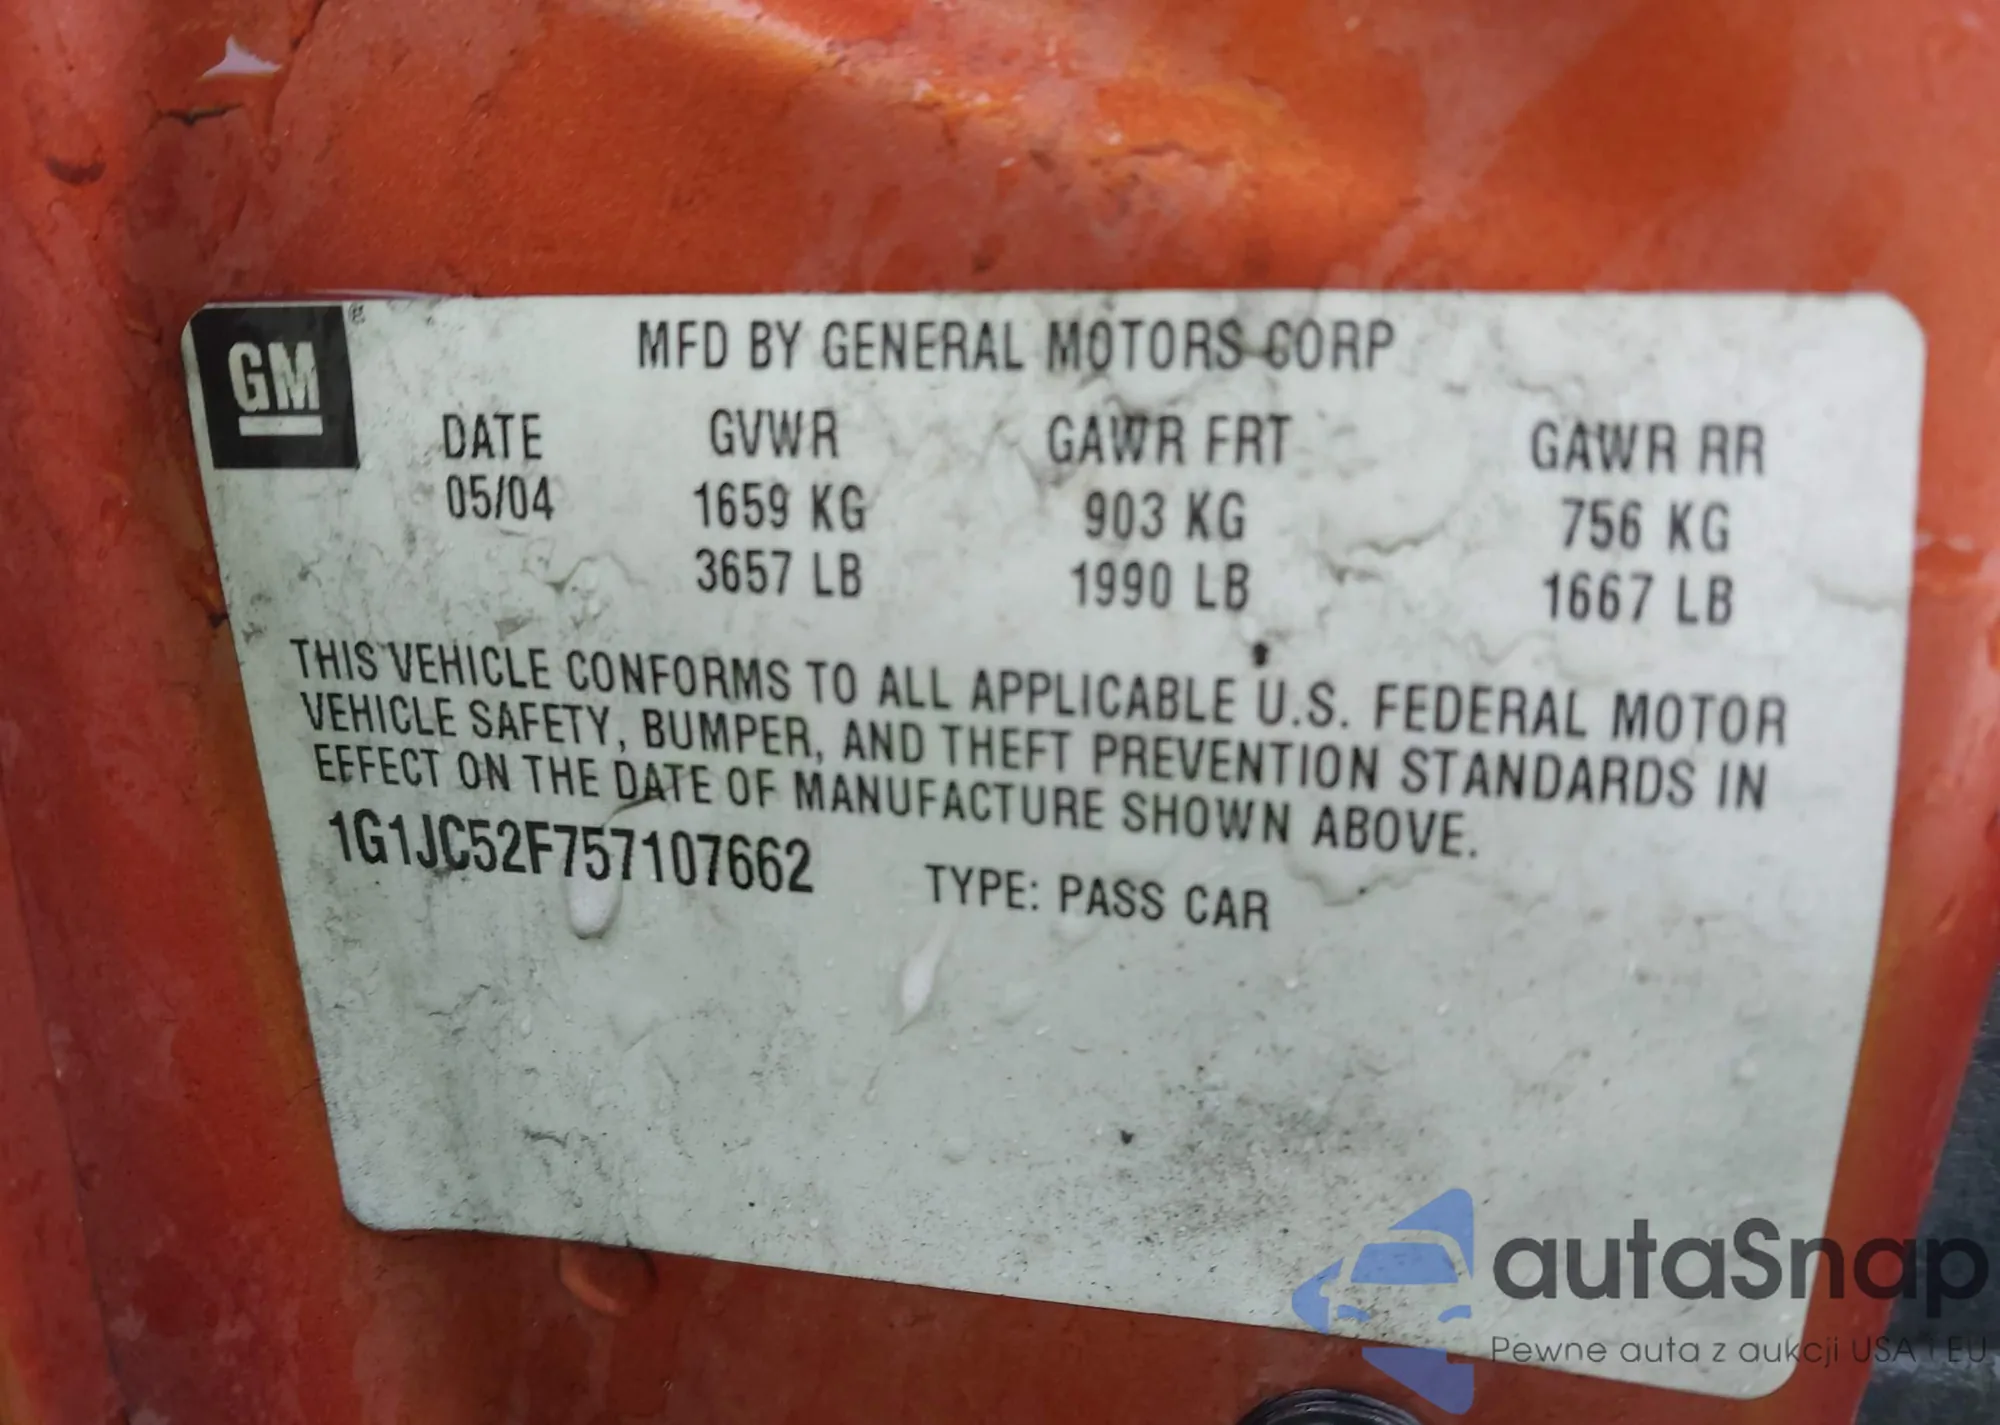 GM
MFD BY GENERAL MOTORS CORP
DATE GVWR GAWR FRT GAWR RR
05/04 1659 KG 903 KG 756 KG
3657 LB 1990 LB 1667 LB
THIS VEHICLE CONFORMS TO ALL APPLICABLE U.S. FEDERAL MOTOR
VEHICLE SAFETY, BUMPER, AND THEFT PREVENTION STANDARDS IN
EFFECT ON THE DATE OF MANUFACTURE SHOWN ABOVE.
1G1JC52F757107662 TYPE: PASS CAR
autaSnap
Pewne auta z aukcji USA i EU